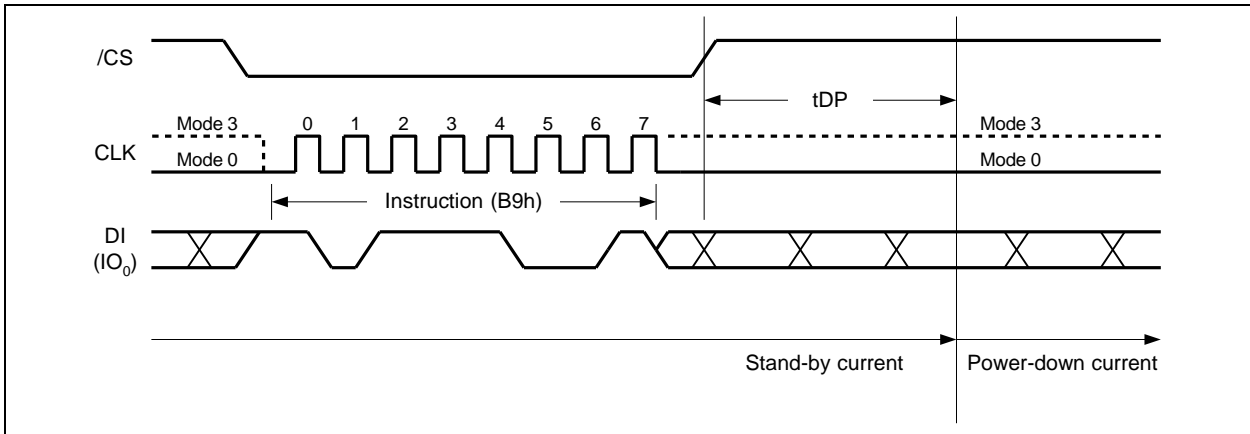 /CS
tDP
Mode 3 0 1 2 3 4 5 6 7 Mode 3
CLK
Mode 0 Mode 0
Instruction (B9h)
DI
(IO0)
Stand-by current Power-down current